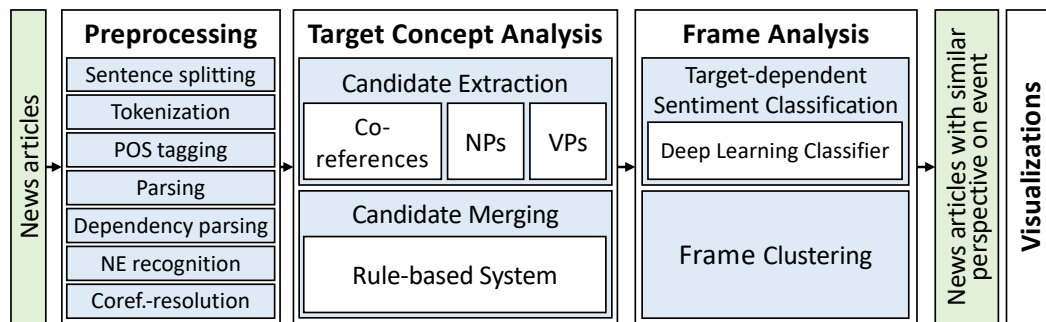 News articles
Preprocessing
Sentence splitting
Tokenization
POS tagging
Parsing
Dependency parsing
NE recognition
Coref.-resolution
Target Concept Analysis
Candidate Extraction
Co-
references
NPs
VPs
Candidate Merging
Rule-based System
Frame Analysis
Target-dependent
Sentiment Classification
Deep Learning Classifier
Frame Clustering
News articles with similar
perspective on event
Visualizations